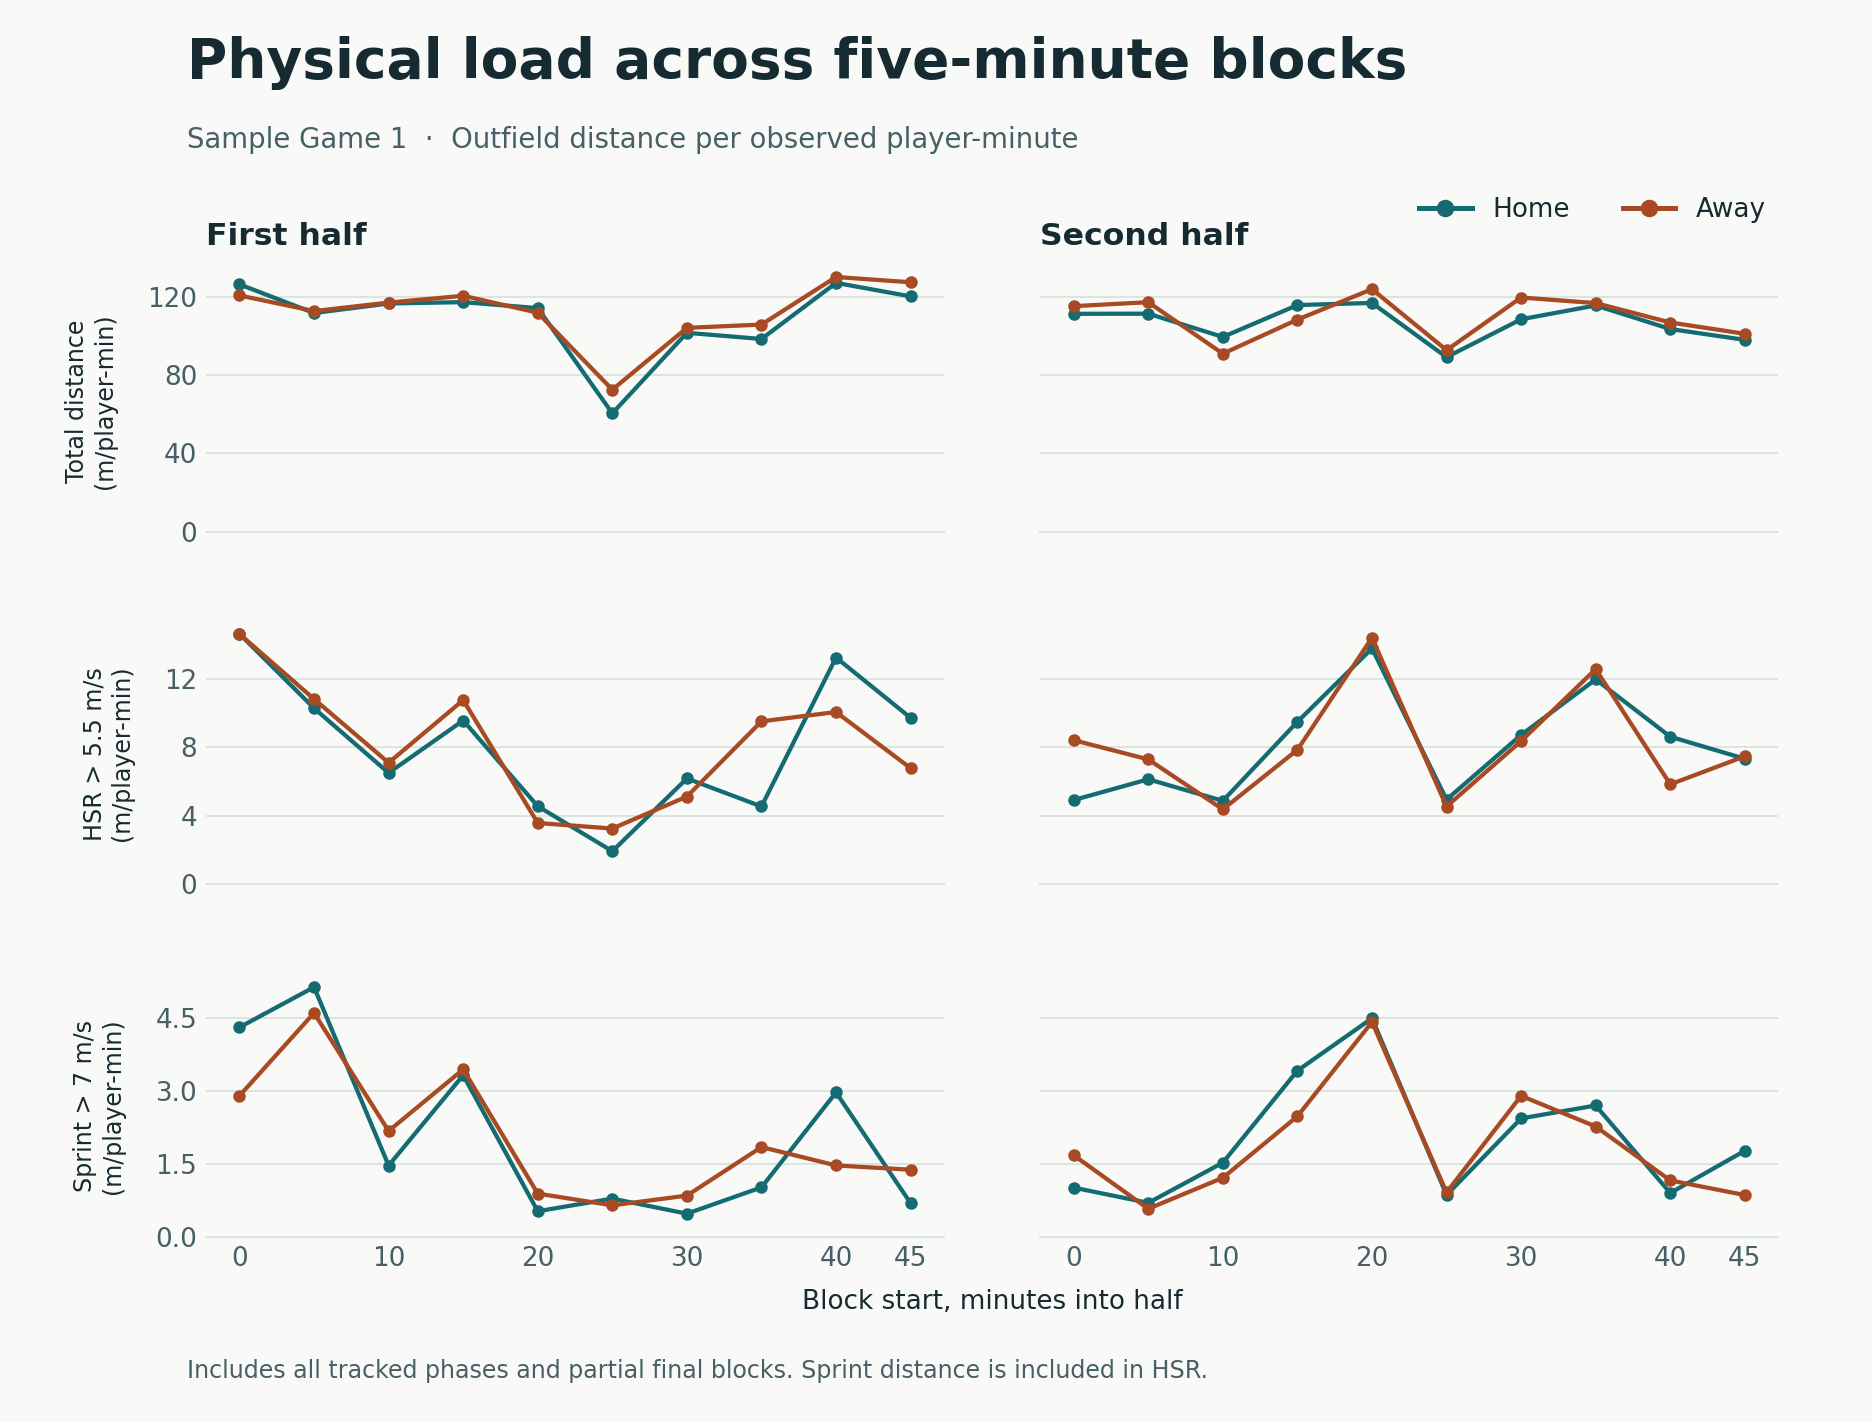 Physical load across five-minute blocks
Sample Game 1 · Outfield distance per observed player-minute
Home
Away
First half
Second half
Total distance
(m/player-min)
120
80
40
0
HSR > 5.5 m/s
(m/player-min)
12
8
4
0
Sprint > 7 m/s
(m/player-min)
4.5
3.0
1.5
0.0
0 10 20 30 40 45
0 10 20 30 40 45
Block start, minutes into half
Includes all tracked phases and partial final blocks. Sprint distance is included in HSR.